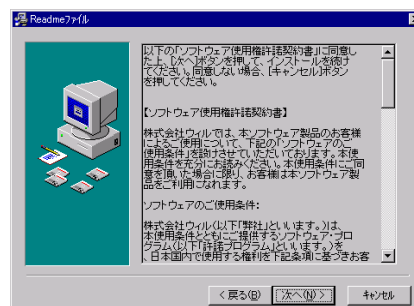 Readmeファイル
以下の「ソフトウェア使用権許諾契約書」に同意し
た上、[次へ]ボタンを押して、インストールを続け
てください。同意しない場合、[キャンセル]ボタン
を押してください。
【ソフトウェア使用権許諾契約書】
株式会社ウィルでは、本ソフトウェア製品のお客様
によるご使用について、下記の「ソフトウェアのご
使用条件」を設けさせていただいております。本使
用条件を充分にお読みください。本使用条件にご同
意を頂いた場合に限り、お客様は本ソフトウェア製
品をご利用になれます。
ソフトウェアのご使用条件:
株式会社ウィル(以下「弊社」といいます。)は、
本使用条件とともにご提供するソフトウェア・プロ
グラム(以下「許諾プログラム」といいます。)を
、日本国内で使用する権利を下記条項に基づきお客
< 戻る(B)
次へ(N) >
キャンセル